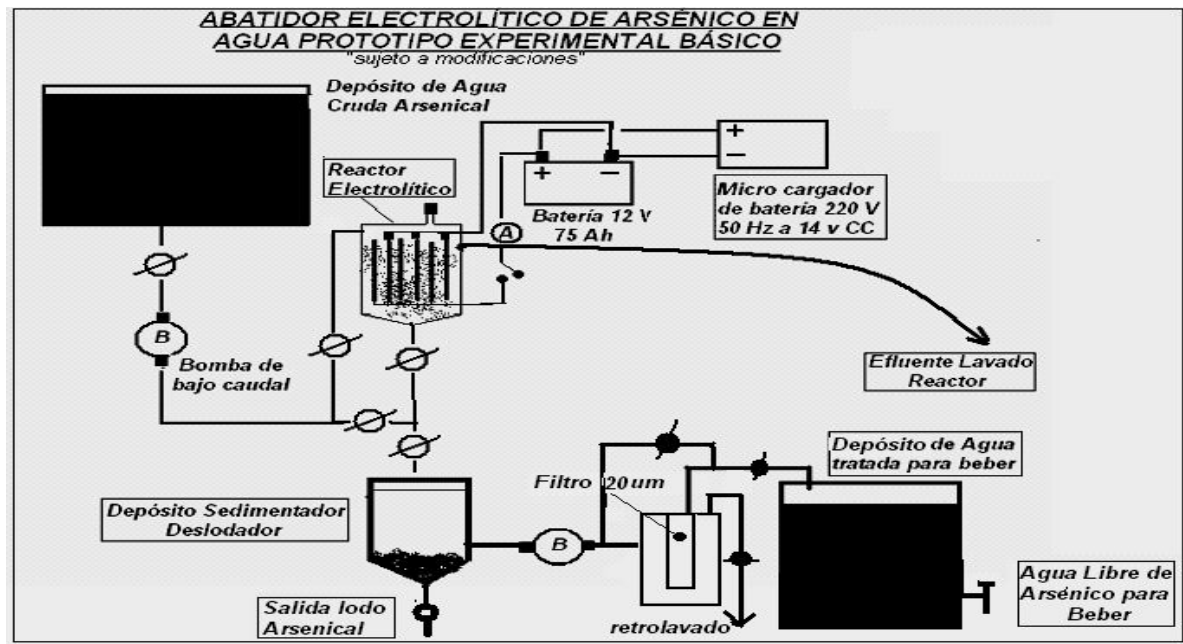 ABATIDOR ELECTROLÍTICO DE ARSÉNICO EN
AGUA PROTOTIPO EXPERIMENTAL BÁSICO
"sujeto a modificaciones"
Depósito de Agua
Cruda Arsenical
Reactor
Electrolítico
+
−
+ −
Batería 12 V
75 Ah
Micro cargador
de batería 220 V
50 Hz a 14 v CC
A
B
Bomba de
bajo caudal
Efluente Lavado
Reactor
Depósito de Agua
tratada para beber
Filtro 20 um
Depósito Sedimentador
Deslodador
B
Salida lodo
Arsenical
retrolavado
Agua Libre de
Arsénico para
Beber